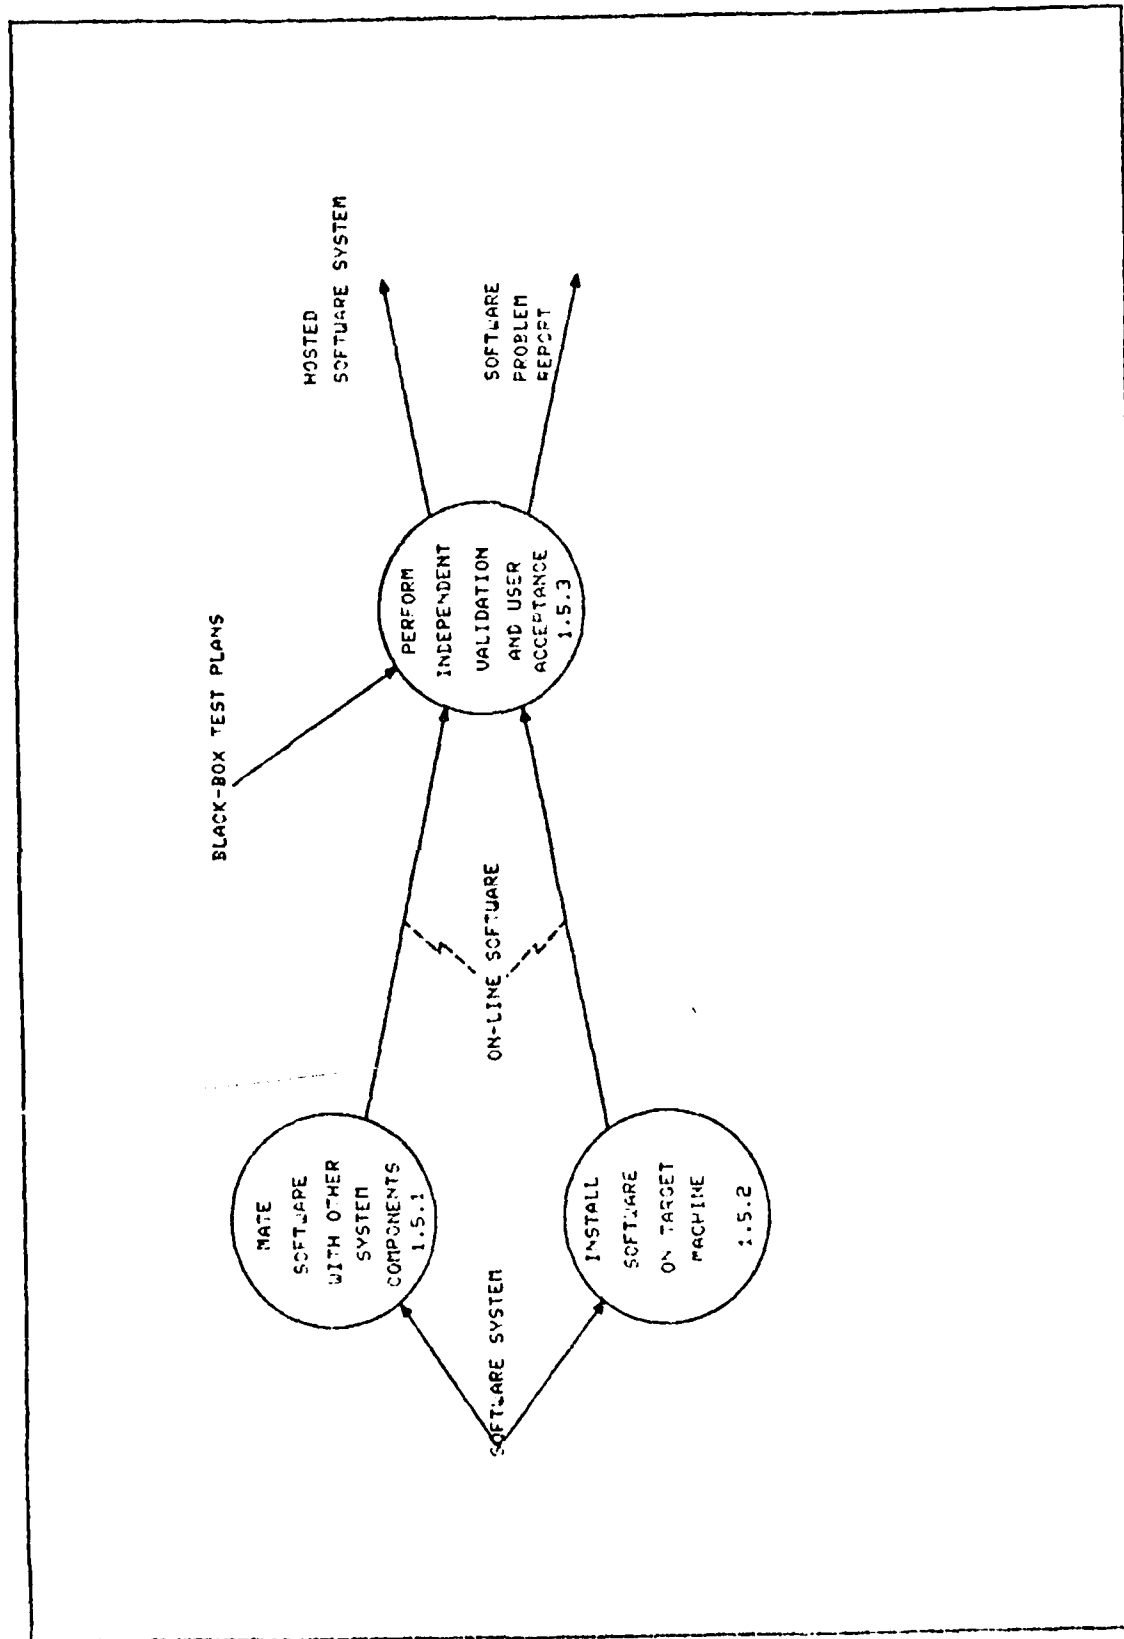 MATE
SOFTWARE
WITH OTHER
SYSTEM
COMPONENTS
1.5.1
SOFTWARE SYSTEM
INSTALL
SOFTWARE
ON TARGET
MACHINE
1.5.2
ON-LINE SOFTWARE
BLACK-BOX TEST PLANS
PERFORM
INDEPENDENT
VALIDATION
AND USER
ACCEPTANCE
1.5.3
HOSTED
SOFTWARE SYSTEM
SOFTWARE
PROBLEM
REPORT